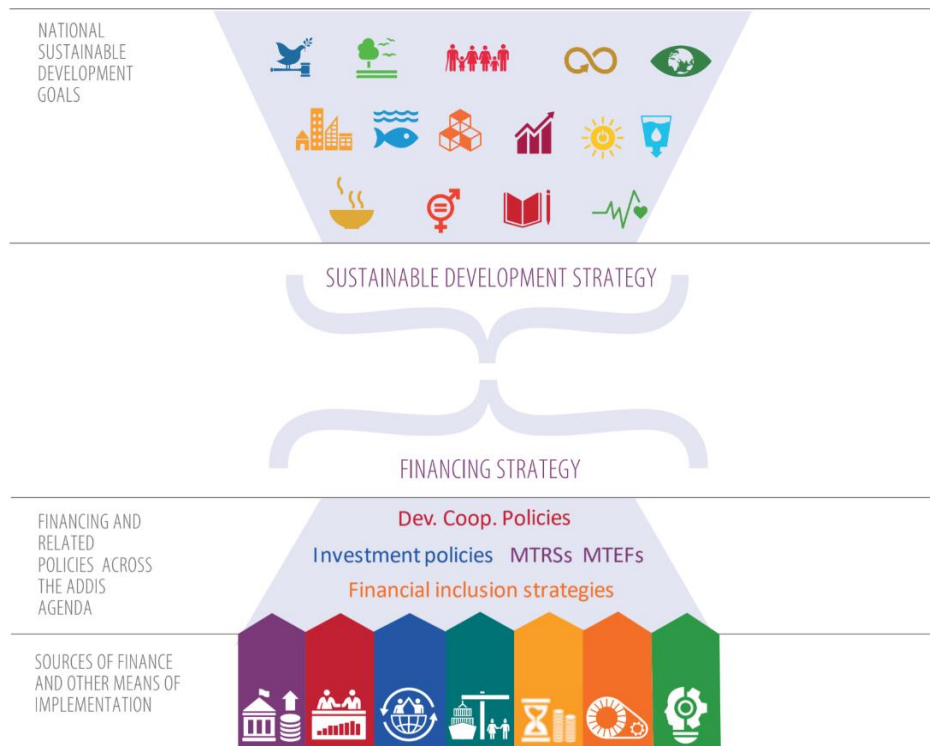 NATIONAL
SUSTAINABLE
DEVELOPMENT
GOALS
SUSTAINABLE DEVELOPMENT STRATEGY
FINANCING STRATEGY
FINANCING AND
RELATED
POLICIES ACROSS
THE ADDIS
AGENDA
Dev. Coop. Policies
Investment policies MTRSs MTEFs
Financial inclusion strategies
SOURCES OF FINANCE
AND OTHER MEANS OF
IMPLEMENTATION